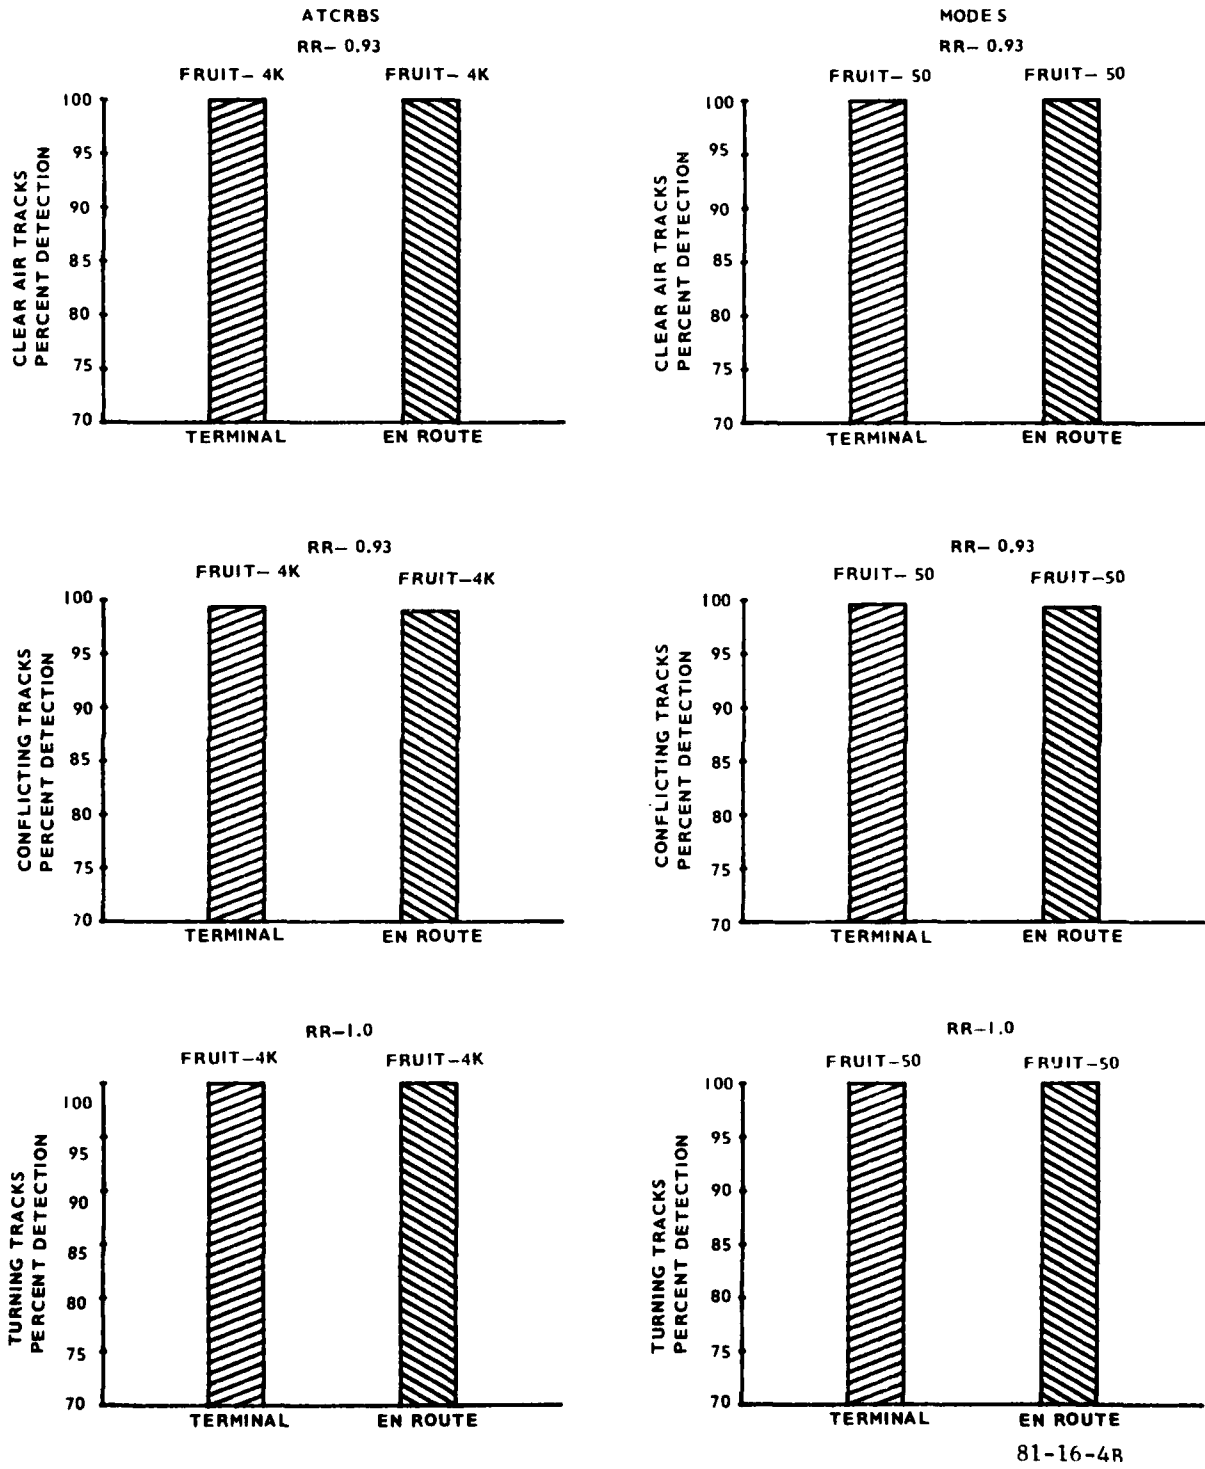 ATCRBS
RR- 0.93
FRUIT- 4K FRUIT- 4K
CLEAR AIR TRACKS
PERCENT DETECTION
100
95
90
85
80
75
70
TERMINAL EN ROUTE
MODE S
RR- 0.93
FRUIT- 50 FRUIT- 50
CLEAR AIR TRACKS
PERCENT DETECTION
100
95
90
85
80
75
70
TERMINAL EN ROUTE
RR- 0.93
FRUIT- 4K FRUIT-4K
CONFLICTING TRACKS
PERCENT DETECTION
100
95
90
85
80
75
70
TERMINAL EN ROUTE
RR- 0.93
FRUIT- 50 FRUIT-50
CONFLICTING TRACKS
PERCENT DETECTION
100
95
90
85
80
75
70
TERMINAL EN ROUTE
RR-1.0
FRUIT-4K FRUIT-4K
TURNING TRACKS
PERCENT DETECTION
100
95
90
85
80
75
70
TERMINAL EN ROUTE
RR-1.0
FRUIT-50 FRUIT-50
TURNING TRACKS
PERCENT DETECTION
100
95
90
85
80
75
70
TERMINAL EN ROUTE
81-16-4B